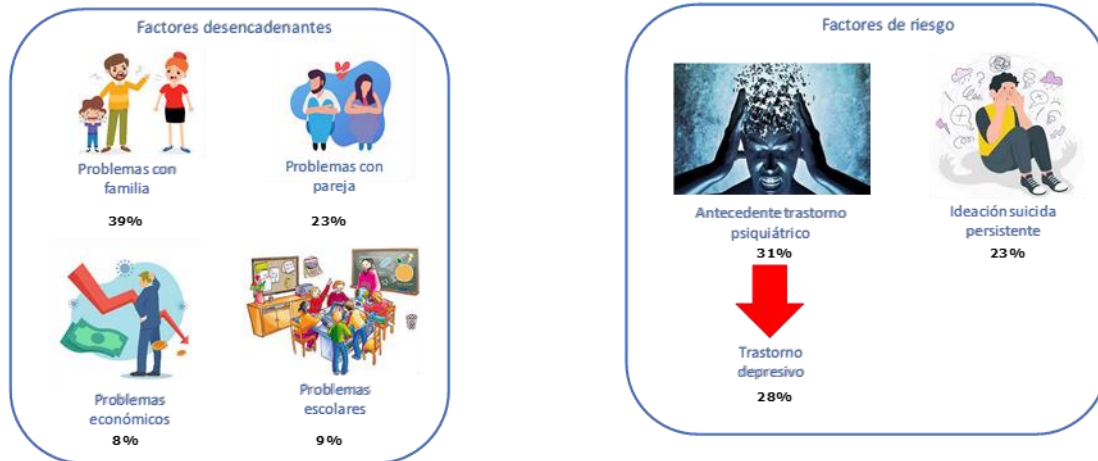 Factores desencadenantes
Problemas con
familia
39%
Problemas con
pareja
23%
Problemas
económicos
8%
Problemas
escolares
9%
Factores de riesgo
Antecedente trastorno
psiquiátrico
31%
Ideación suicida
persistente
23%
Trastorno
depresivo
28%